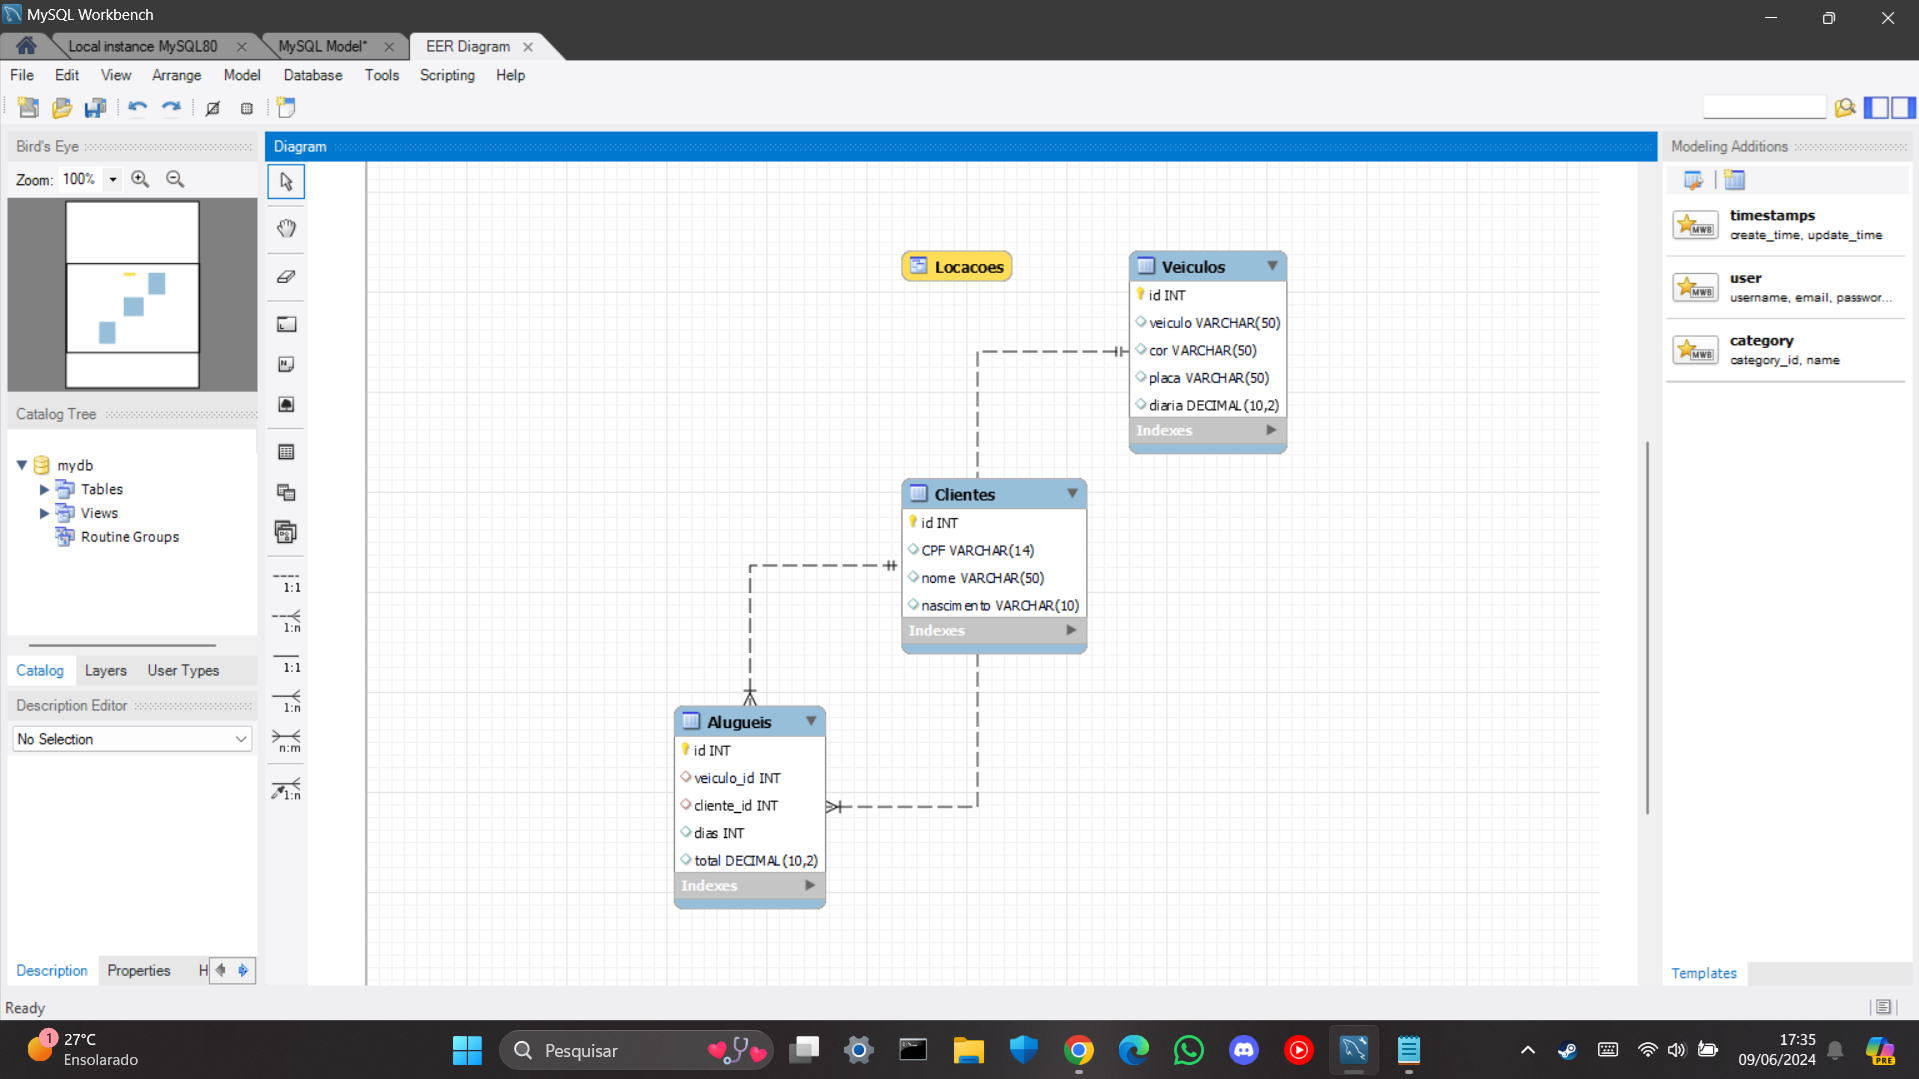 MySQL Workbench
Local instance MySQL80
MySQL Model*
EER Diagram
File Edit View Arrange Model Database Tools Scripting Help
Bird's Eye
Zoom: 100%
Catalog Tree
mydb
Tables
Views
Routine Groups
Catalog Layers User Types
Description Editor
No Selection
Description Properties H
Ready
Diagram
1:1
1:n
1:1
1:n
n:m
1:n
Locacoes
Veiculos
id INT
veiculo VARCHAR(50)
cor VARCHAR(50)
placa VARCHAR(50)
diaria DECIMAL(10,2)
Indexes
Clientes
id INT
CPF VARCHAR(14)
nome VARCHAR(50)
nascimento VARCHAR(10)
Indexes
Alugueis
id INT
veiculo_id INT
cliente_id INT
dias INT
total DECIMAL(10,2)
Indexes
Modeling Additions
MWB
timestamps
create_time, update_time
MWB
user
username, email, passwor...
MWB
category
category_id, name
Templates
1
27°C
Ensolarado
Pesquisar
17:35
09/06/2024
PRE